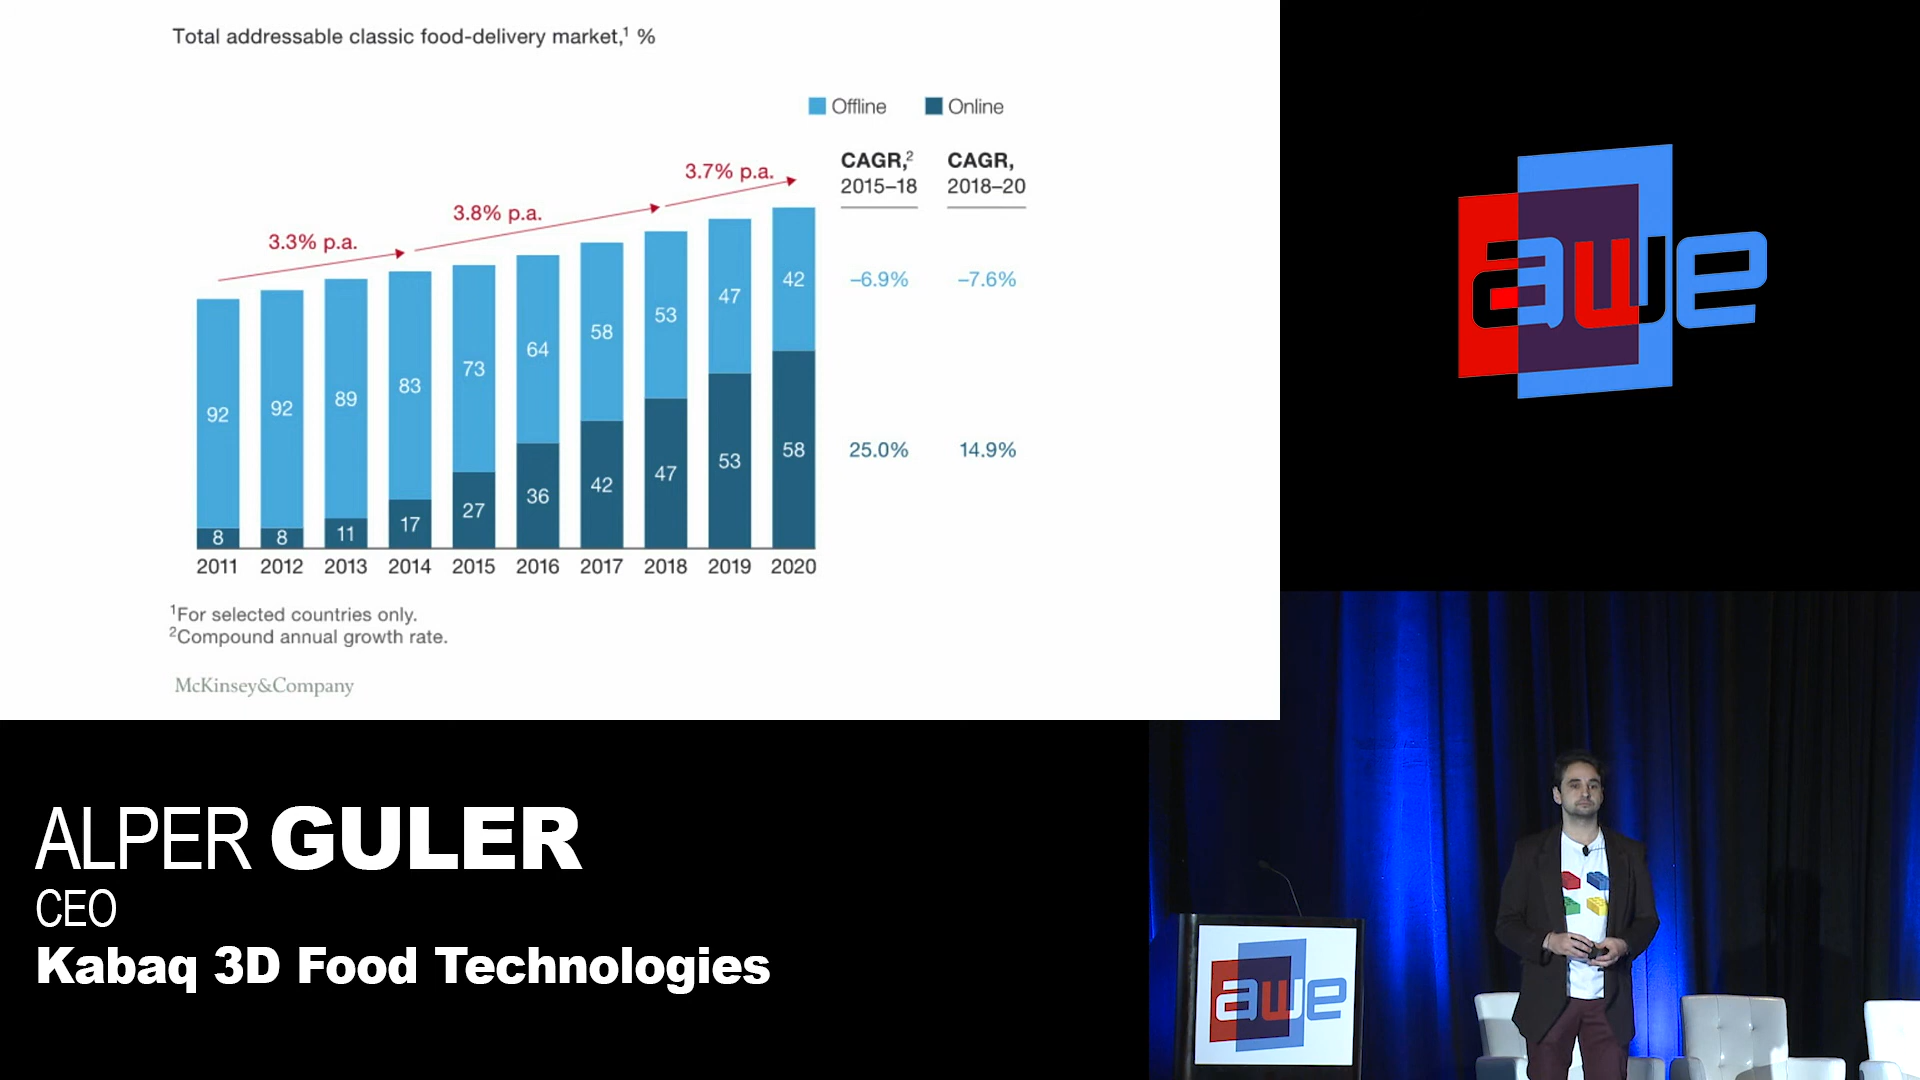 Total addressable classic food-delivery market,¹ %
Offline
Online
CAGR,² 2015–18
CAGR, 2018–20
3.3% p.a.
3.8% p.a.
3.7% p.a.
92 92 89 83 73 64 58 53 47 42
–6.9% –7.6%
8 8 11 17 27 36 42 47 53 58
25.0% 14.9%
2011 2012 2013 2014 2015 2016 2017 2018 2019 2020
¹For selected countries only.
²Compound annual growth rate.
McKinsey&Company
awe
ALPER GULER
CEO
Kabaq 3D Food Technologies
awe